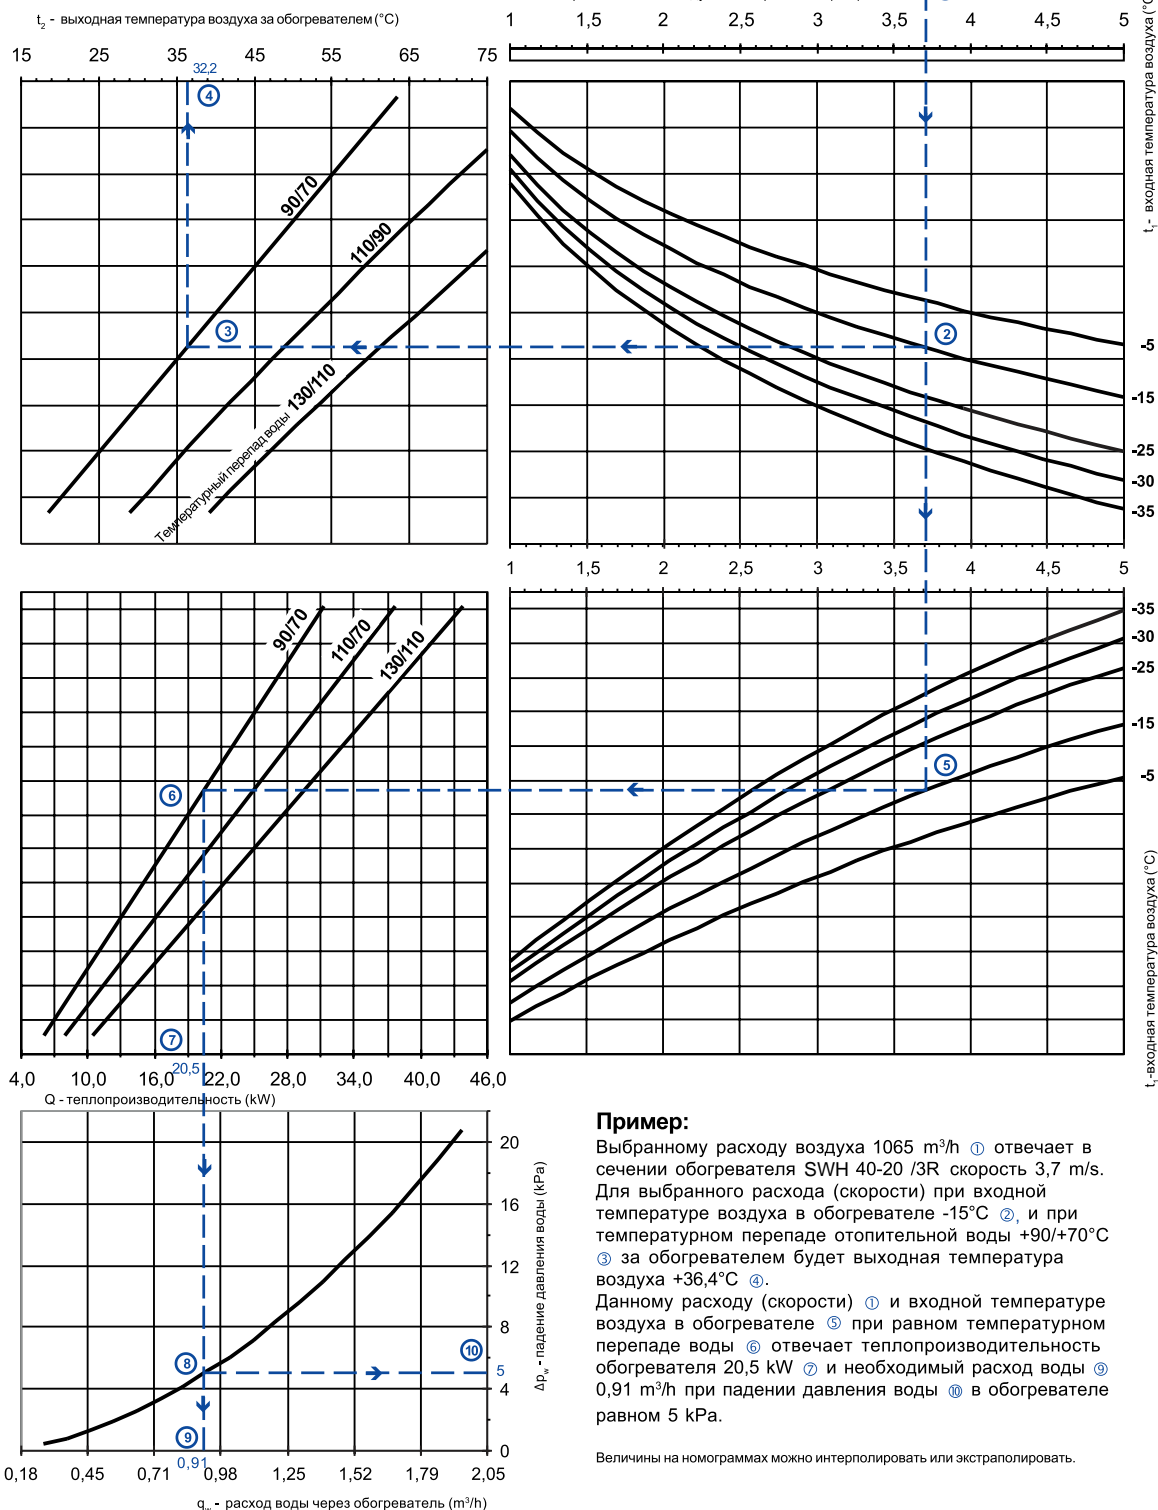 t2 - выходная температура воздуха за обогревателем (°C)
15 25 35 45 55 65 75
32,2
4
90/70
110/90
130/110
3
Температурный перепад воды
1 1,5 2 2,5 3 3,5 4 4,5 5
2
t1- входная температура воздуха (°C)
-5
-15
-25
-30
-35
1 1,5 2 2,5 3 3,5 4 4,5 5
90/70
110/70
130/110
6
7
5
-35
-30
-25
-15
-5
t1-входная температура воздуха (°C)
20,5
4,0 10,0 16,0 22,0 28,0 34,0 40,0 46,0
Q - теплопроизводительность (kW)
20
16
12
8
5
4
0
8
9
10
Δpw - падение давления воды (kPa)
0,91
0,18 0,45 0,71 0,98 1,25 1,52 1,79 2,05
qw - расход воды через обогреватель (m³/h)
Пример:
Выбранному расходу воздуха 1065 m³/h ① отвечает в
сечении обогревателя SWH 40-20 /3R скорость 3,7 m/s.
Для выбранного расхода (скорости) при входной
температуре воздуха в обогревателе -15°C ②, и при
температурном перепаде отопительной воды +90/+70°C
③ за обогревателем будет выходная температура
воздуха +36,4°C ④.
Данному расходу (скорости) ① и входной температуре
воздуха в обогревателе ⑤ при равном температурном
перепаде воды ⑥ отвечает теплопроизводительность
обогревателя 20,5 kW ⑦ и необходимый расход воды ⑨
0,91 m³/h при падении давления воды ⑩ в обогревателе
равном 5 kPa.
Величины на номограммах можно интерполировать или экстраполировать.